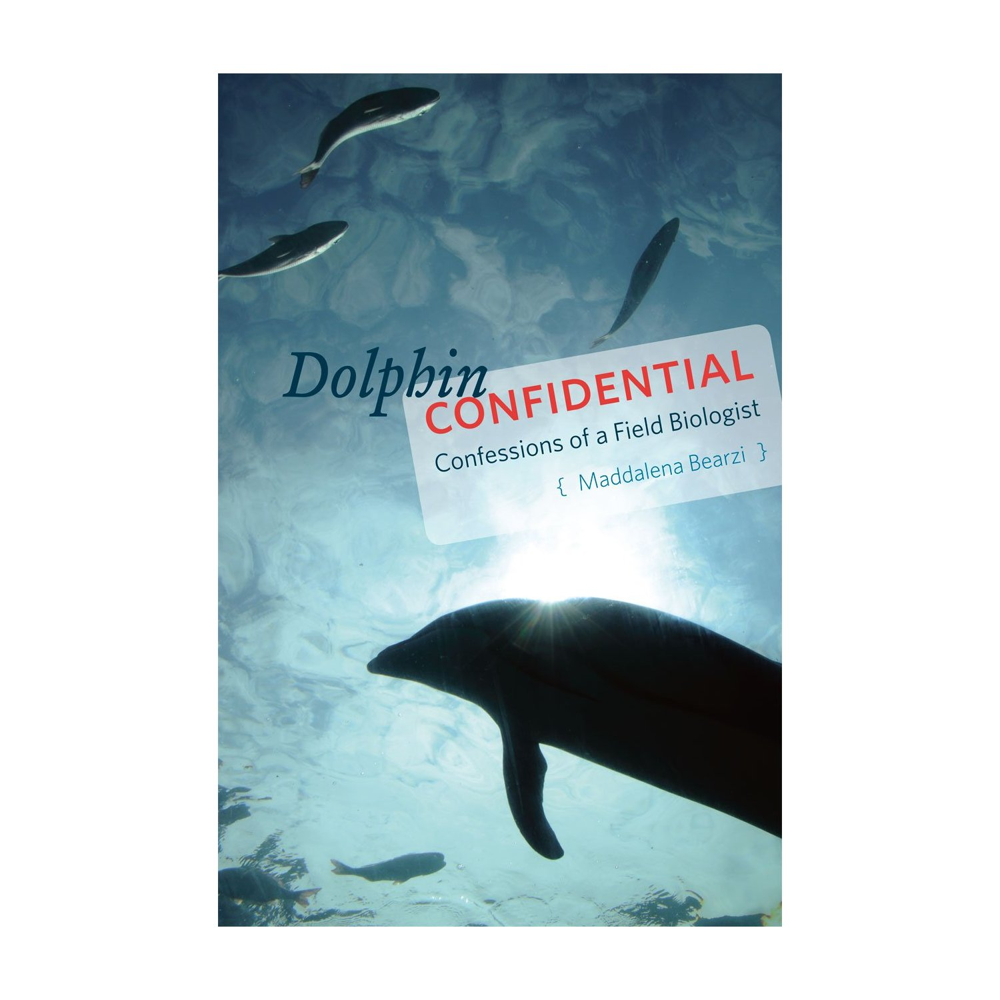 Dolphin
CONFIDENTIAL
Confessions of a Field Biologist
{ Maddalena Bearzi }